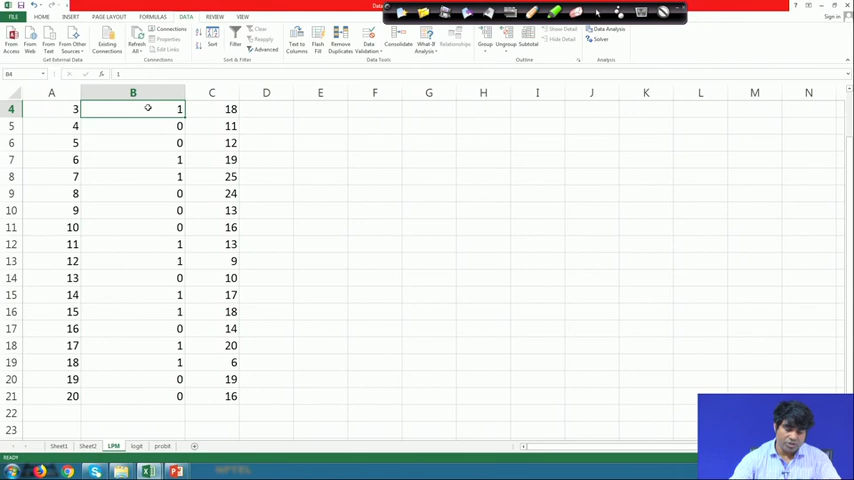 Data
Sign in
FILE HOME INSERT PAGE LAYOUT FORMULAS DATA REVIEW VIEW
From Access From Web From Text From Other Sources Existing Connections Refresh All Connections Properties Edit Links Sort Filter Clear Reapply Advanced Text to Columns Flash Fill Remove Duplicates Data Validation Consolidate What-If Analysis Relationships Group Ungroup Subtotal Show Detail Hide Detail Data Analysis Solver
Get External Data Connections Sort & Filter Data Tools Outline Analysis
B4 fx 1
A B C D E F G H I J K L M N
4 3 1 18
5 4 0 11
6 5 0 12
7 6 1 19
8 7 1 25
9 8 0 24
10 9 0 13
11 10 0 16
12 11 1 13
13 12 1 9
14 13 0 10
15 14 1 17
16 15 1 18
17 16 0 14
18 17 1 20
19 18 1 6
20 19 0 19
21 20 0 16
22
23
Sheet1 Sheet2 LPM logit probit
READY
NPTEL